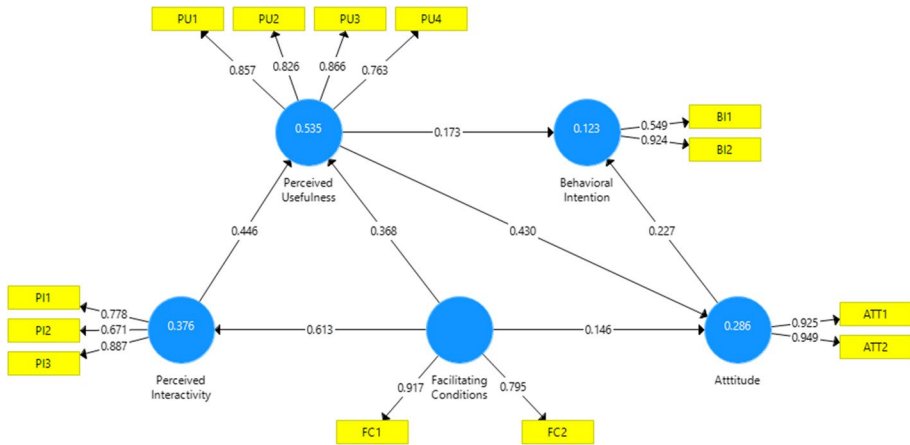 PU1
PU2
PU3
PU4
0.857
0.826
0.866
0.763
0.535
0.173
0.123
0.549
0.924
BI1
BI2
Perceived
Usefulness
Behavioral
Intention
0.446
0.368
0.430
0.227
PI1
PI2
PI3
0.778
0.671
0.887
0.376
0.613
0.146
0.286
0.925
0.949
ATT1
ATT2
Perceived
Interactivity
Facilitating
Conditions
Atttitude
0.917
0.795
FC1
FC2